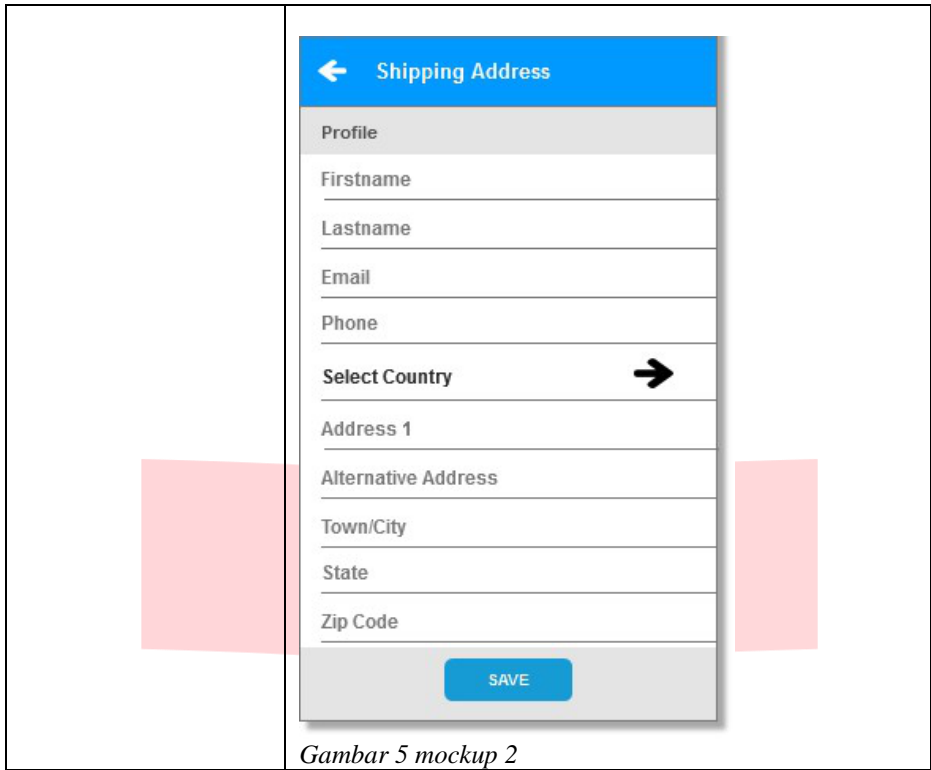 Shipping Address
Profile
Firstname
Lastname
Email
Phone
Select Country
Address 1
Alternative Address
Town/City
State
Zip Code
SAVE
Gambar 5 mockup 2